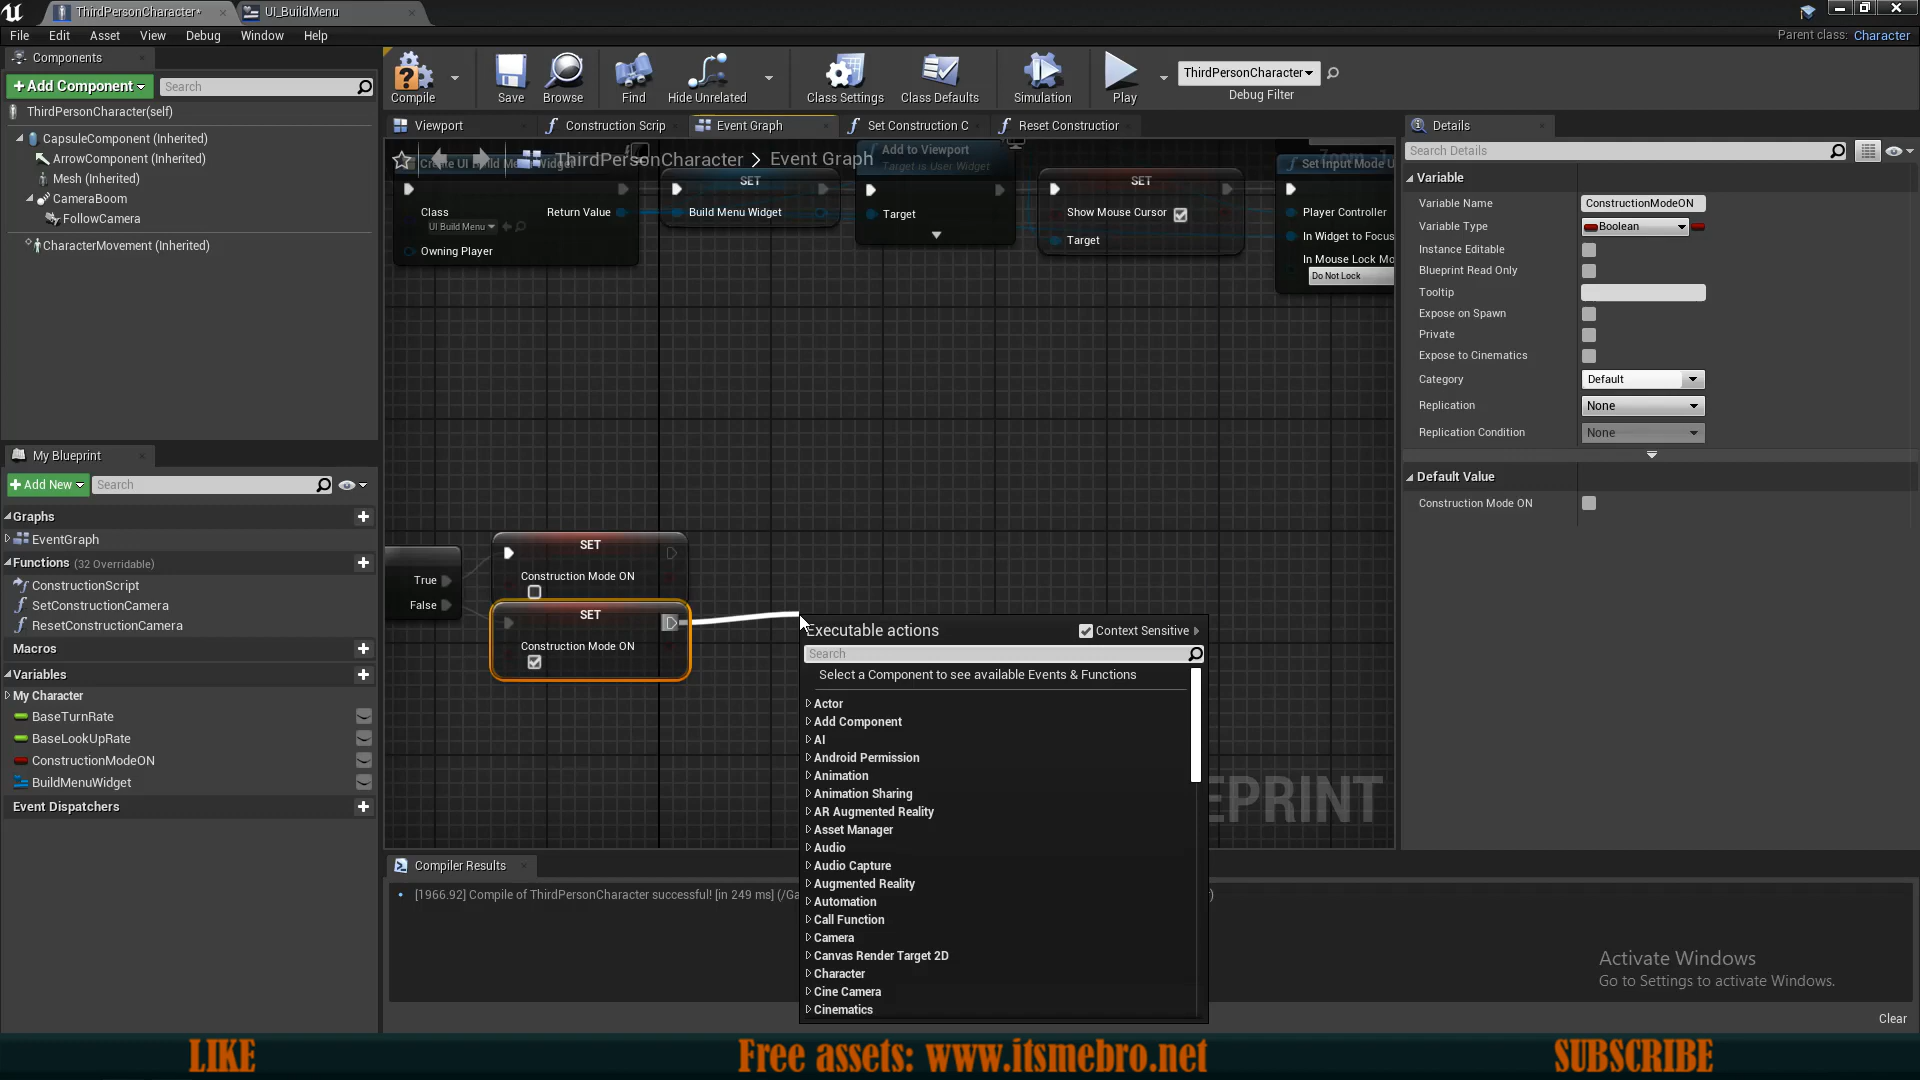 ThirdPersonCharacter*
UI_BuildMenu
File Edit Asset View Debug Window Help
Parent class: Character
Components
+Add Component
Search
ThirdPersonCharacter(self)
CapsuleComponent (Inherited)
ArrowComponent (Inherited)
Mesh (Inherited)
CameraBoom
FollowCamera
CharacterMovement (Inherited)
Compile
Save
Browse
Find
Hide Unrelated
Class Settings
Class Defaults
Simulation
Play
ThirdPersonCharacter
Debug Filter
Viewport
Construction Scrip
Event Graph
Set Construction C
Reset Constructior
ThirdPersonCharacter > Event Graph
Class
UI Build Menu
Return Value
Owning Player
SET
Build Menu Widget
Add to Viewport
Target is User Widget
Target
SET
Show Mouse Cursor
Target
Set Input Mode U
Player Controller
In Widget to Focus
In Mouse Lock Mo
Do Not Lock
True
False
SET
Construction Mode ON
SET
Construction Mode ON
Executable actions
Context Sensitive
Search
Select a Component to see available Events & Functions
Actor
Add Component
AI
Android Permission
Animation
Animation Sharing
AR Augmented Reality
Asset Manager
Audio
Audio Capture
Augmented Reality
Automation
Call Function
Camera
Canvas Render Target 2D
Character
Cine Camera
Cinematics
EPRINT
My Blueprint
+Add New
Search
Graphs
EventGraph
Functions (32 Overridable)
ConstructionScript
SetConstructionCamera
ResetConstructionCamera
Macros
Variables
My Character
BaseTurnRate
BaseLookUpRate
ConstructionModeON
BuildMenuWidget
Event Dispatchers
Details
Search Details
Variable
Variable Name ConstructionModeON
Variable Type Boolean
Instance Editable
Blueprint Read Only
Tooltip
Expose on Spawn
Private
Expose to Cinematics
Category Default
Replication None
Replication Condition None
Default Value
Construction Mode ON
Compiler Results
[1966.92] Compile of ThirdPersonCharacter successful! [in 249 ms] (/Ga
Activate Windows
Go to Settings to activate Windows.
Clear
LIKE
Free assets: www.itsmebro.net
SUBSCRIBE